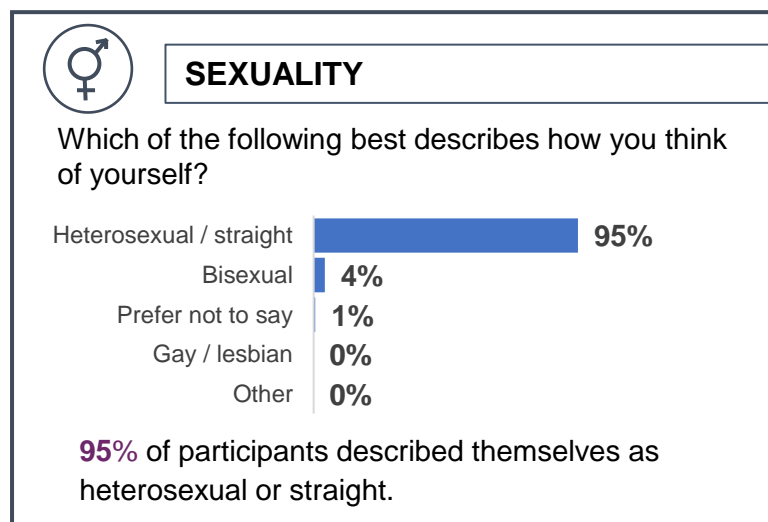 SEXUALITY
Which of the following best describes how you think
of yourself?
Heterosexual / straight 95%
Bisexual 4%
Prefer not to say 1%
Gay / lesbian 0%
Other 0%
95% of participants described themselves as
heterosexual or straight.